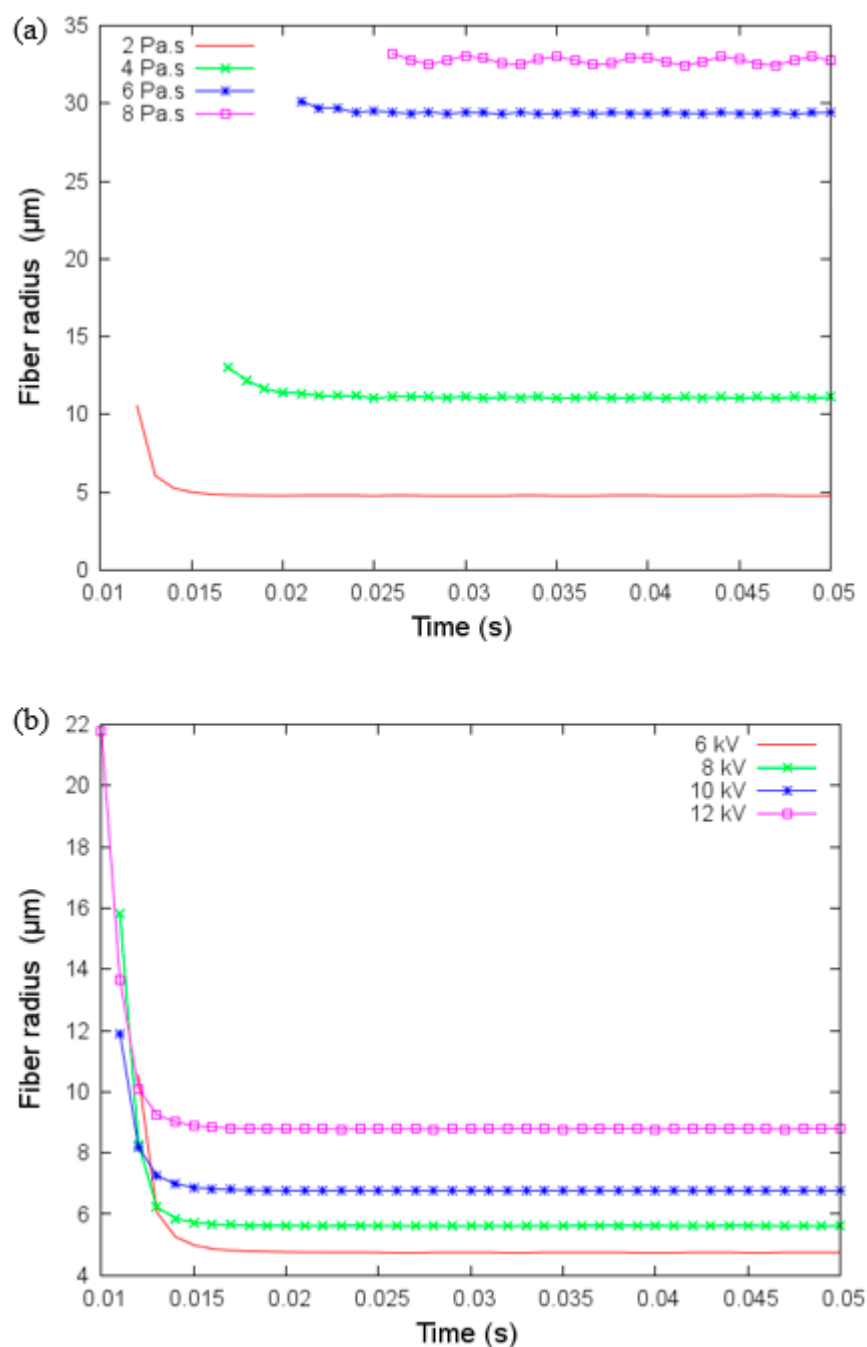 (a)
35
30
25
20
15
10
5
0
Fiber radius (µm)
2 Pa.s
4 Pa.s
6 Pa.s
8 Pa.s
0.01 0.015 0.02 0.025 0.03 0.035 0.04 0.045 0.05
Time (s)
(b)
22
20
18
16
14
12
10
8
6
4
Fiber radius (µm)
6 kV
8 kV
10 kV
12 kV
0.01 0.015 0.02 0.025 0.03 0.035 0.04 0.045 0.05
Time (s)